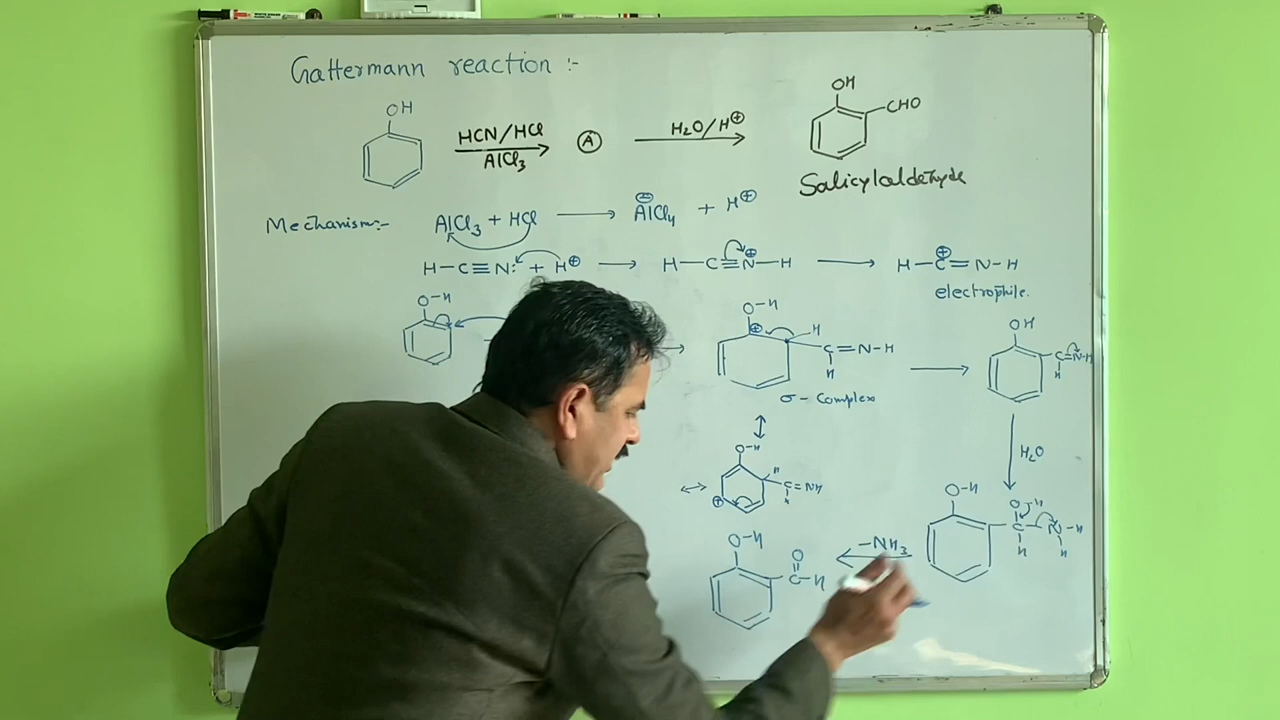 Gattermann reaction :-
OH
HCN/HCl
AlCl₃
A
H₂O/H⊕
OH
CHO
Salicylaldehyde
Mechanism:- AlCl₃ + HCl ⟶ ⊖AlCl₄ + H⊕
H-C≡N: + H⊕ ⟶ H-C≡N⊕-H ⟶ H-C⊕=N-H
electrophile.
O-H
O-H
⊕
H
C=N-H
H
σ-Complex
OH
C=N-H
H
H₂O
O-H
H
C=NH
H
⊕
O-H
O-H
C
N-H
H
H
-NH₃
O-H
O
C-H